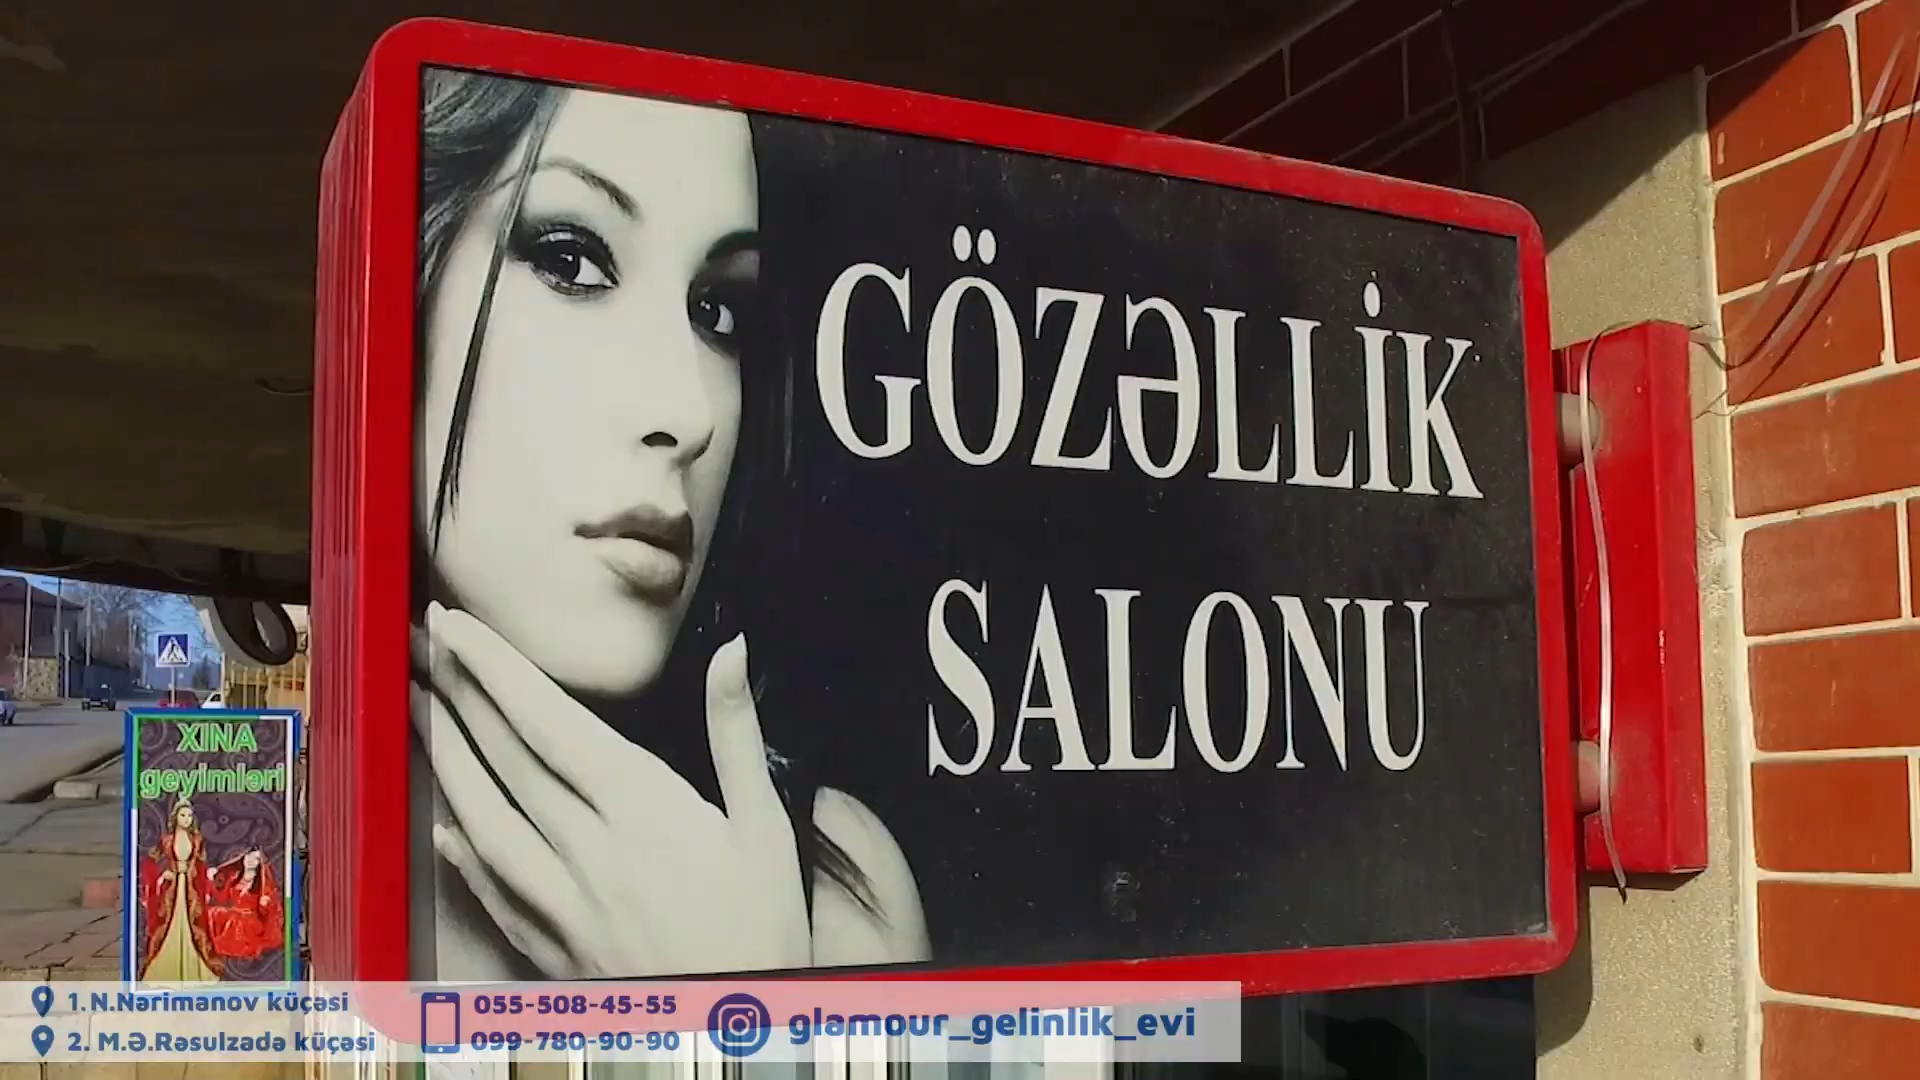 GÖZƏLLİK
SALONU
XINA
geyimləri
1. N.Nərimanov küçəsi
2. M.Ə.Rəsulzadə küçəsi
055-508-45-55
099-780-90-90
glamour_gelinlik_evi